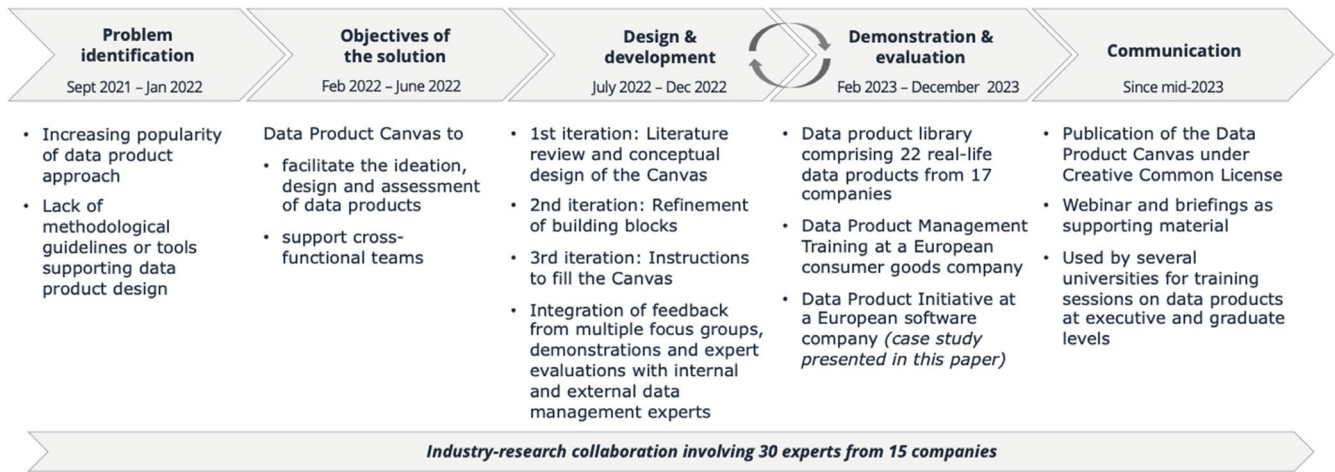 Problem
identification
Sept 2021 – Jan 2022
Objectives of
the solution
Feb 2022 – June 2022
Design &
development
July 2022 – Dec 2022
Demonstration &
evaluation
Feb 2023 – December 2023
Communication
Since mid-2023
• Increasing popularity
of data product
approach
• Lack of
methodological
guidelines or tools
supporting data
product design
Data Product Canvas to
• facilitate the ideation,
design and assessment
of data products
• support cross-
functional teams
• 1st iteration: Literature
review and conceptual
design of the Canvas
• 2nd iteration: Refinement
of building blocks
• 3rd iteration: Instructions
to fill the Canvas
• Integration of feedback
from multiple focus groups,
demonstrations and expert
evaluations with internal
and external data
management experts
• Data product library
comprising 22 real-life
data products from 17
companies
• Data Product Management
Training at a European
consumer goods company
• Data Product Initiative at
a European software
company (case study
presented in this paper)
• Publication of the Data
Product Canvas under
Creative Common License
• Webinar and briefings as
supporting material
• Used by several
universities for training
sessions on data products
at executive and graduate
levels
Industry-research collaboration involving 30 experts from 15 companies